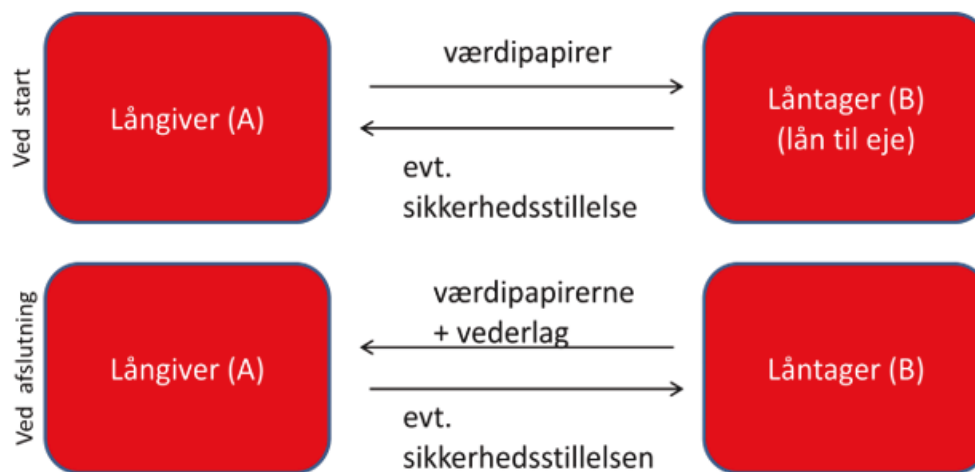 Ved start
Långiver (A)
værdipapirer
evt.
sikkerhedsstillelse
Låntager (B)
(lån til eje)
Ved afslutning
Långiver (A)
værdipapirerne
+ vederlag
evt.
sikkerhedsstillelsen
Låntager (B)